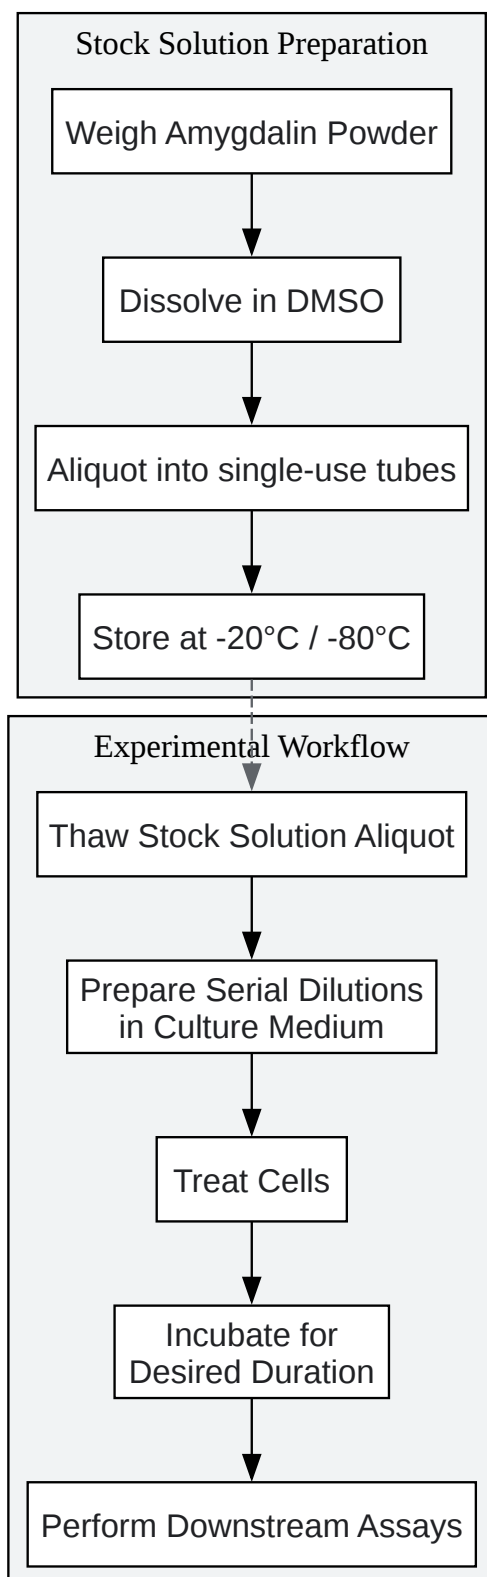 Stock Solution Preparation
Weigh Amygdalin Powder
Dissolve in DMSO
Aliquot into single-use tubes
Store at -20°C / -80°C
Experimental Workflow
Thaw Stock Solution Aliquot
Prepare Serial Dilutions
in Culture Medium
Treat Cells
Incubate for
Desired Duration
Perform Downstream Assays